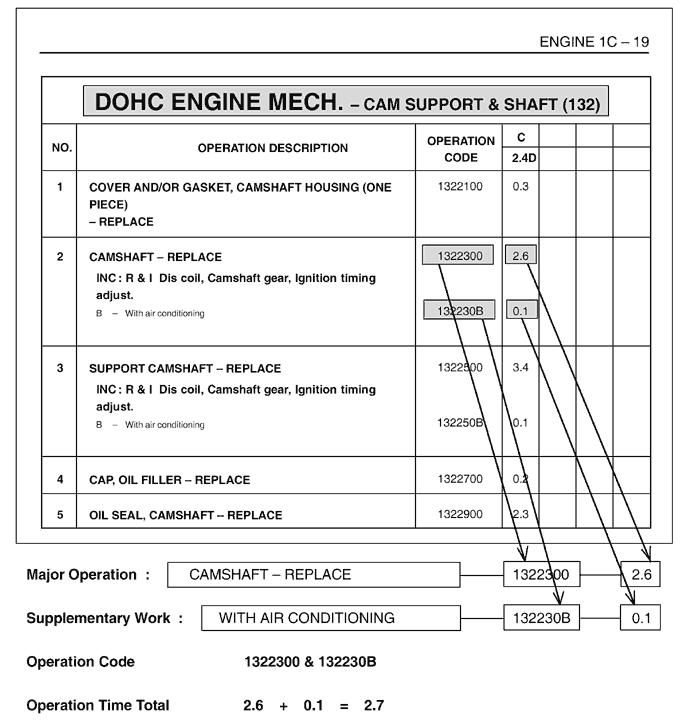 ENGINE 1C – 19
DOHC ENGINE MECH. – CAM SUPPORT & SHAFT (132)
NO. OPERATION DESCRIPTION OPERATION CODE C
2.4D
1 COVER AND/OR GASKET, CAMSHAFT HOUSING (ONE 1322100 0.3
PIECE)
– REPLACE
2 CAMSHAFT – REPLACE 1322300 2.6
INC : R & I Dis coil, Camshaft gear, Ignition timing
adjust.
B – With air conditioning 132230B 0.1
3 SUPPORT CAMSHAFT – REPLACE 1322500 3.4
INC : R & I Dis coil, Camshaft gear, Ignition timing
adjust.
B – With air conditioning 132250B 0.1
4 CAP, OIL FILLER – REPLACE 1322700 0.2
5 OIL SEAL, CAMSHAFT – REPLACE 1322900 2.3
Major Operation : CAMSHAFT – REPLACE 1322300 2.6
Supplementary Work : WITH AIR CONDITIONING 132230B 0.1
Operation Code 1322300 & 132230B
Operation Time Total 2.6 + 0.1 = 2.7